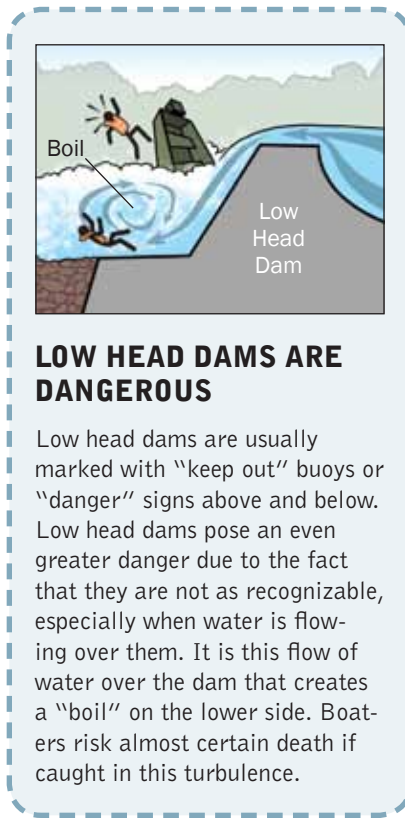 Boil
Low
Head
Dam
LOW HEAD DAMS ARE
DANGEROUS
Low head dams are usually
marked with “keep out” buoys or
“danger” signs above and below.
Low head dams pose an even
greater danger due to the fact
that they are not as recognizable,
especially when water is flow-
ing over them. It is this flow of
water over the dam that creates
a “boil” on the lower side. Boat-
ers risk almost certain death if
caught in this turbulence.